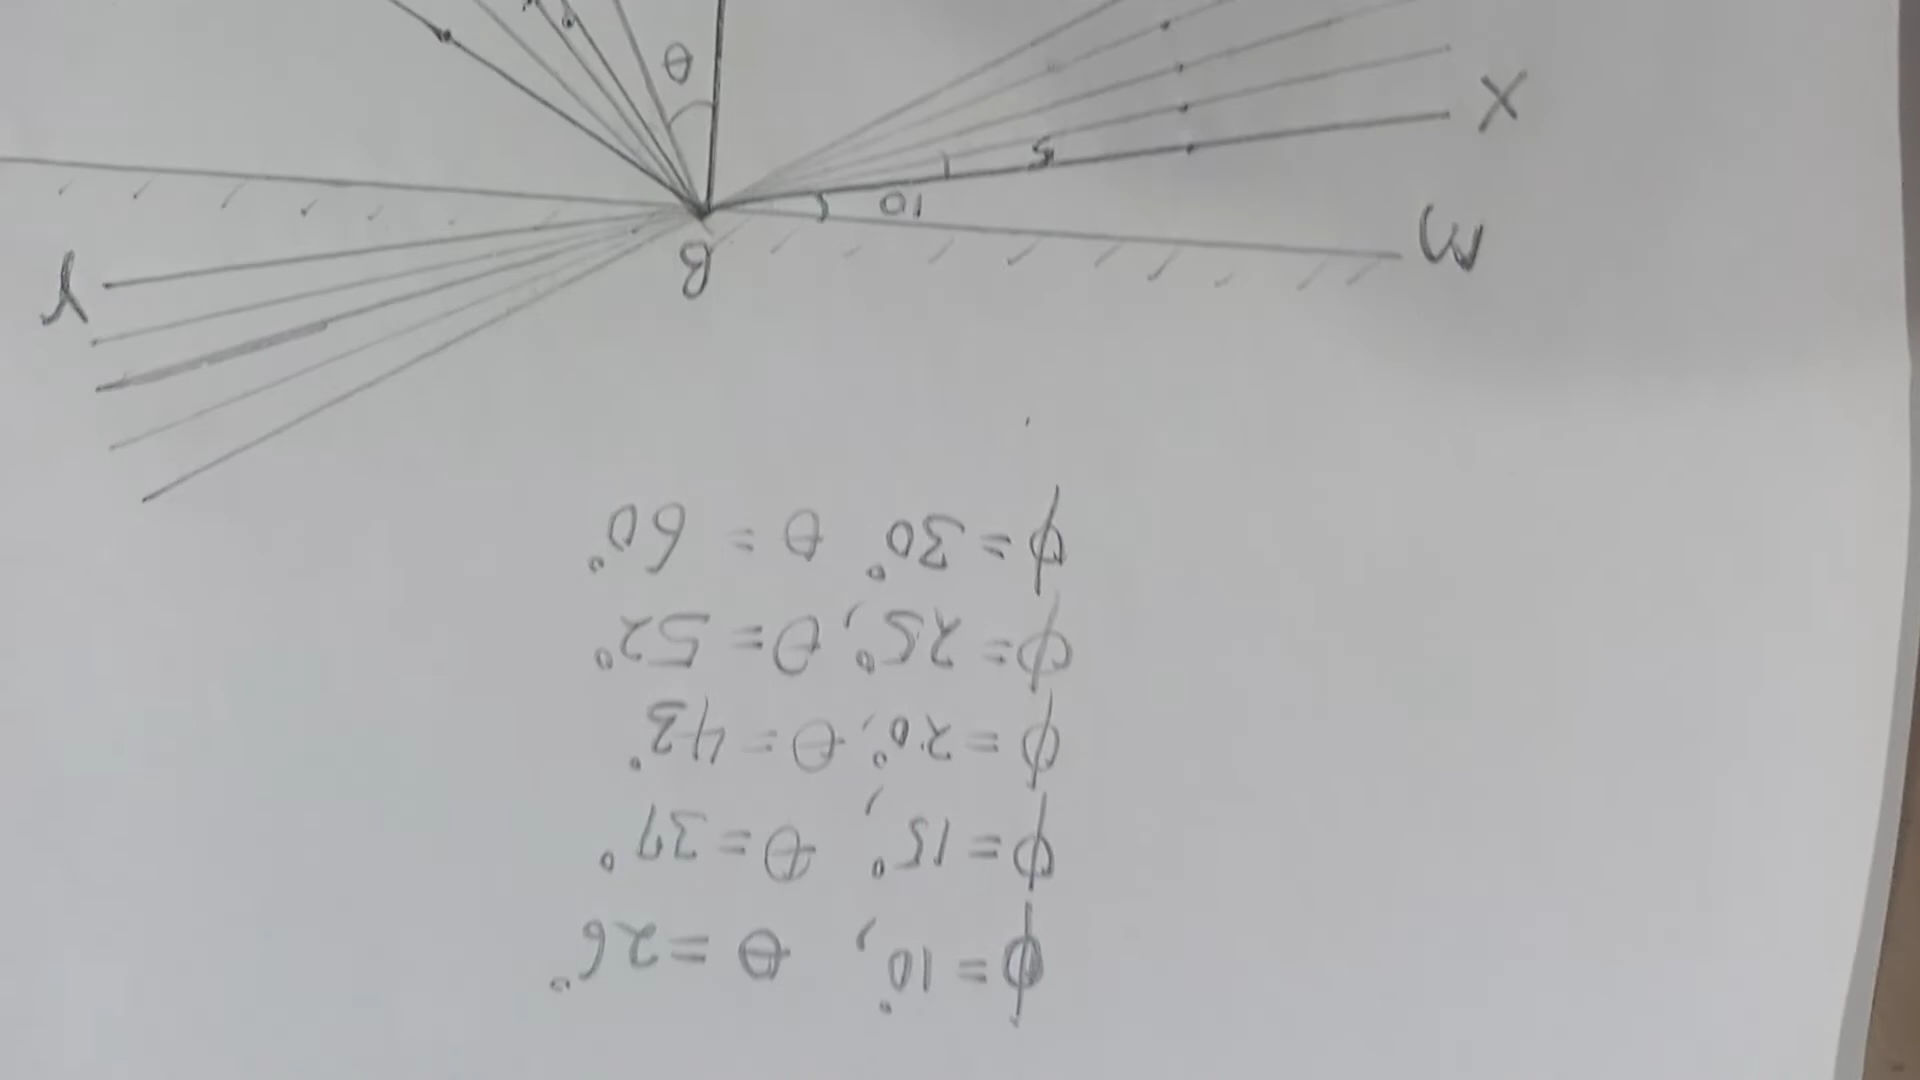 φ = 10°, θ = 26°
φ = 15°, θ = 37°
φ = 20°, θ = 43°
φ = 25°, θ = 52°
φ = 30°, θ = 60°
M B Y
10
X 5
θ